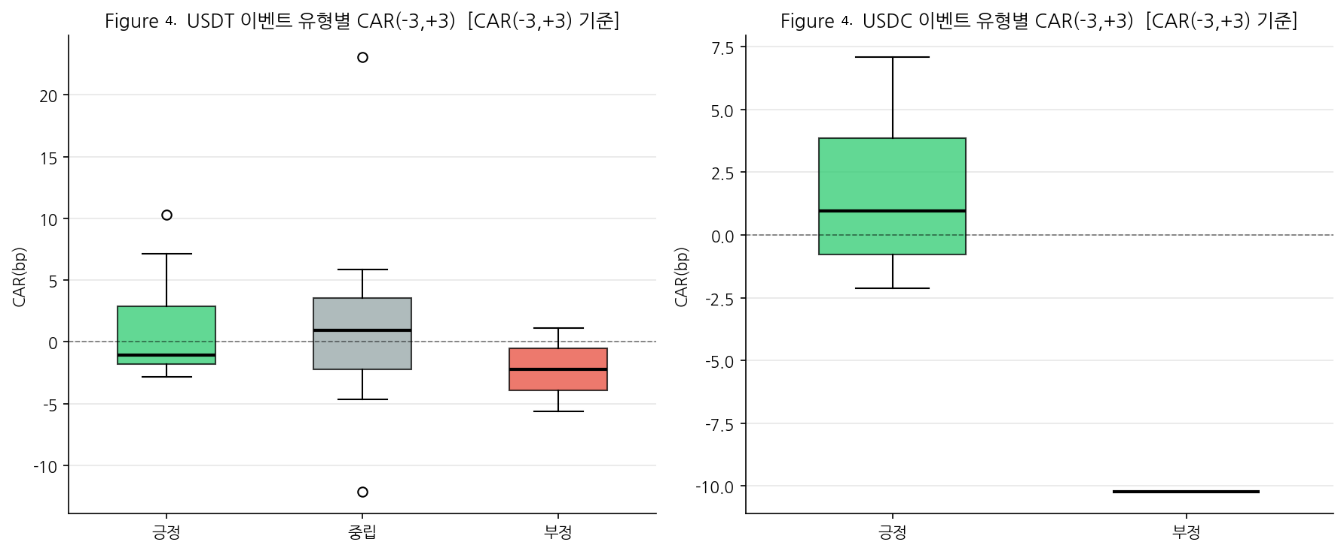 Figure 4. USDT 이벤트 유형별 CAR(-3,+3) [CAR(-3,+3) 기준]
CAR(bp)
20
15
10
5
0
-5
-10
긍정 중립 부정
Figure 4. USDC 이벤트 유형별 CAR(-3,+3) [CAR(-3,+3) 기준]
CAR(bp)
7.5
5.0
2.5
0.0
-2.5
-5.0
-7.5
-10.0
긍정 부정